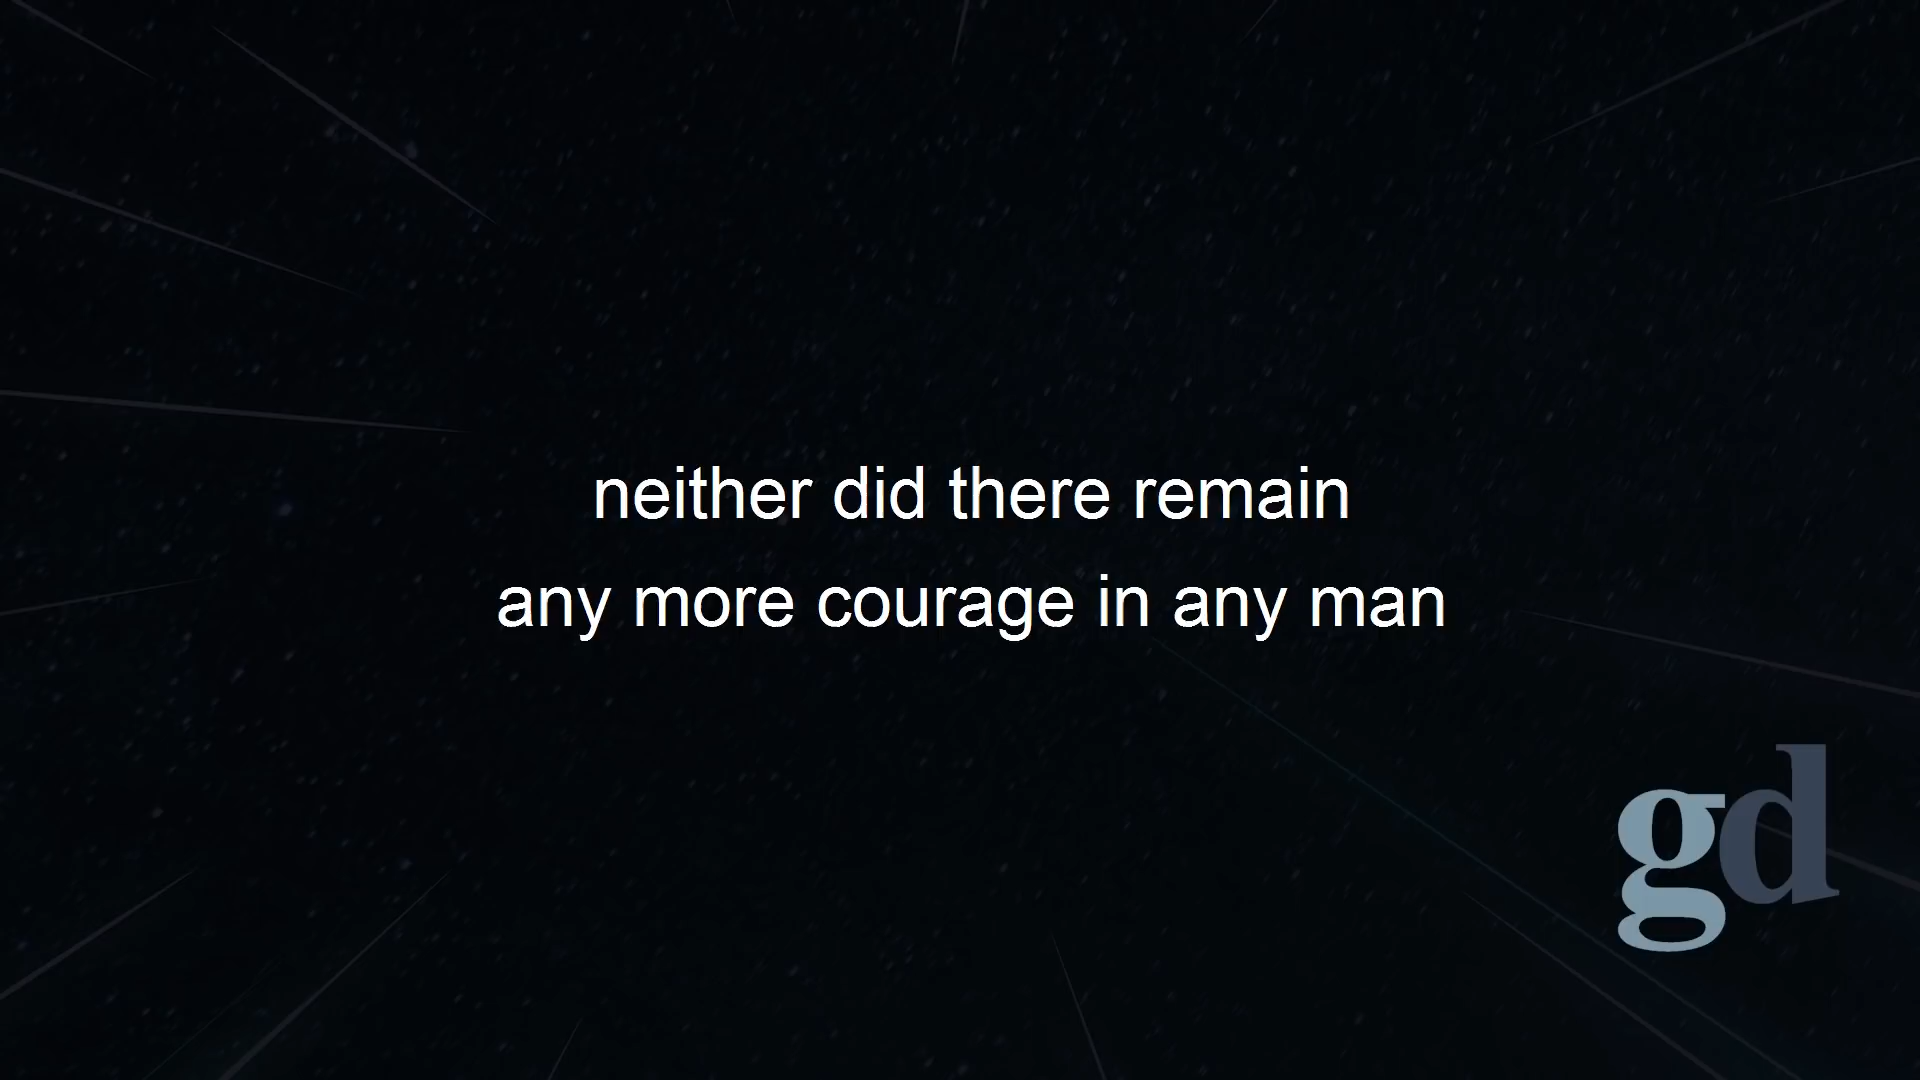 neither did there remain
any more courage in any man
gd